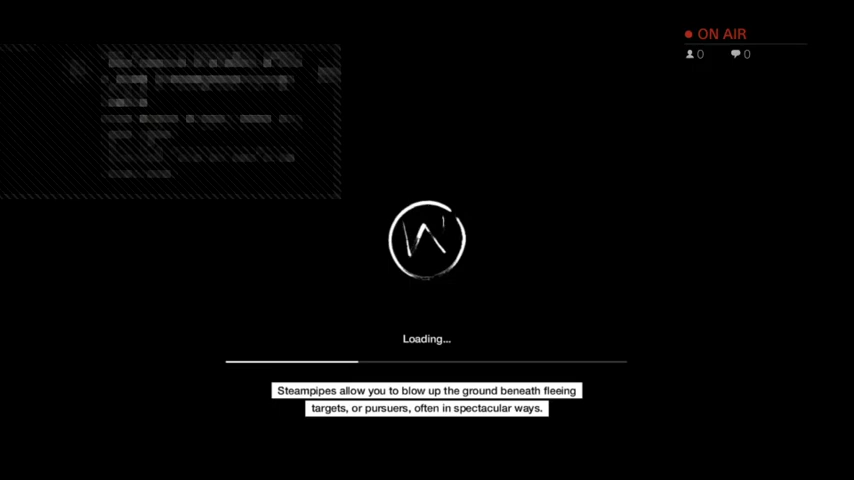 ON AIR
0 0
Loading...
Steampipes allow you to blow up the ground beneath fleeing
targets, or pursuers, often in spectacular ways.